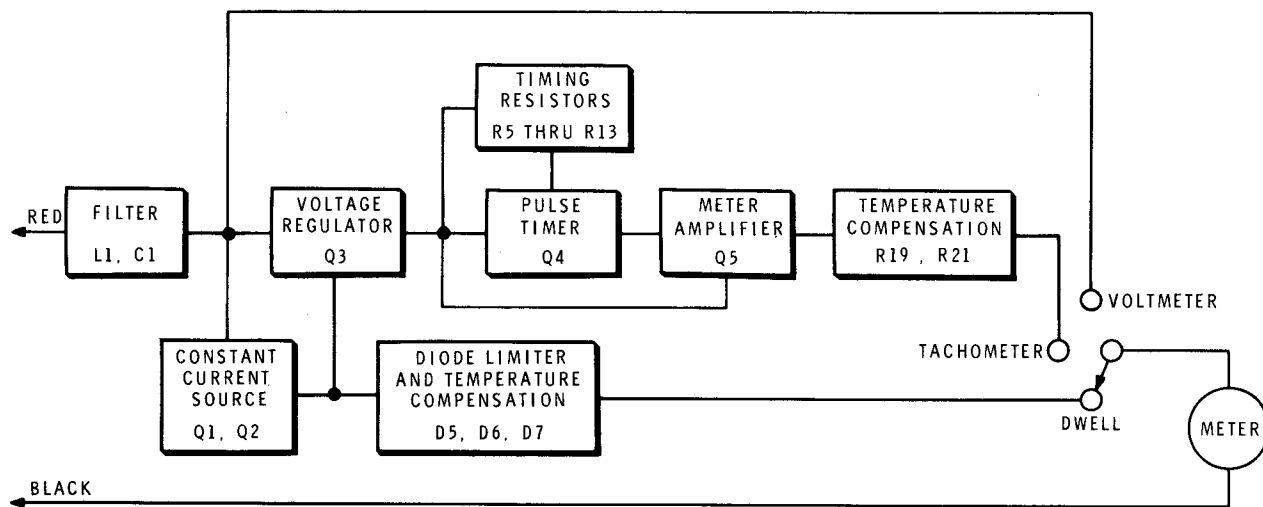 TIMING
RESISTORS
R5 THRU R13
RED
FILTER
L1, C1
VOLTAGE
REGULATOR
Q3
PULSE
TIMER
Q4
METER
AMPLIFIER
Q5
TEMPERATURE
COMPENSATION
R19 , R21
VOLTMETER
TACHOMETER
CONSTANT
CURRENT
SOURCE
Q1, Q2
DIODE LIMITER
AND TEMPERATURE
COMPENSATION
D5, D6, D7
DWELL
METER
BLACK